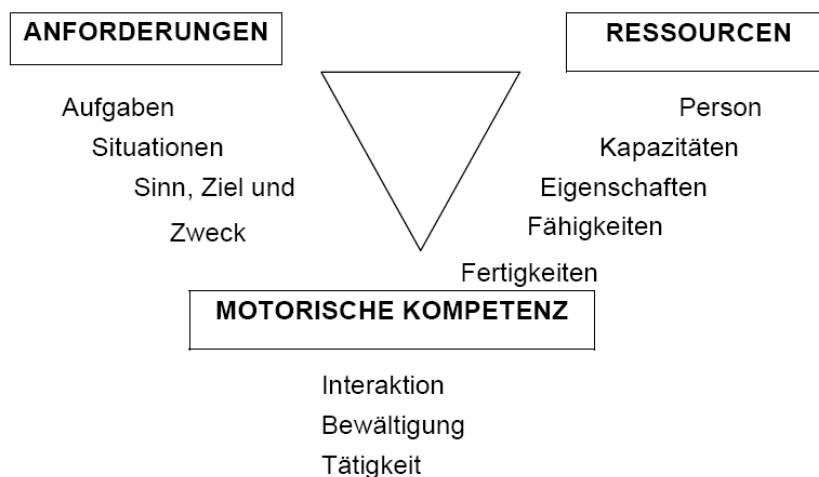 ANFORDERUNGEN
RESSOURCEN
Aufgaben
Situationen
Sinn, Ziel und
Zweck
Person
Kapazitäten
Eigenschaften
Fähigkeiten
Fertigkeiten
MOTORISCHE KOMPETENZ
Interaktion
Bewältigung
Tätigkeit